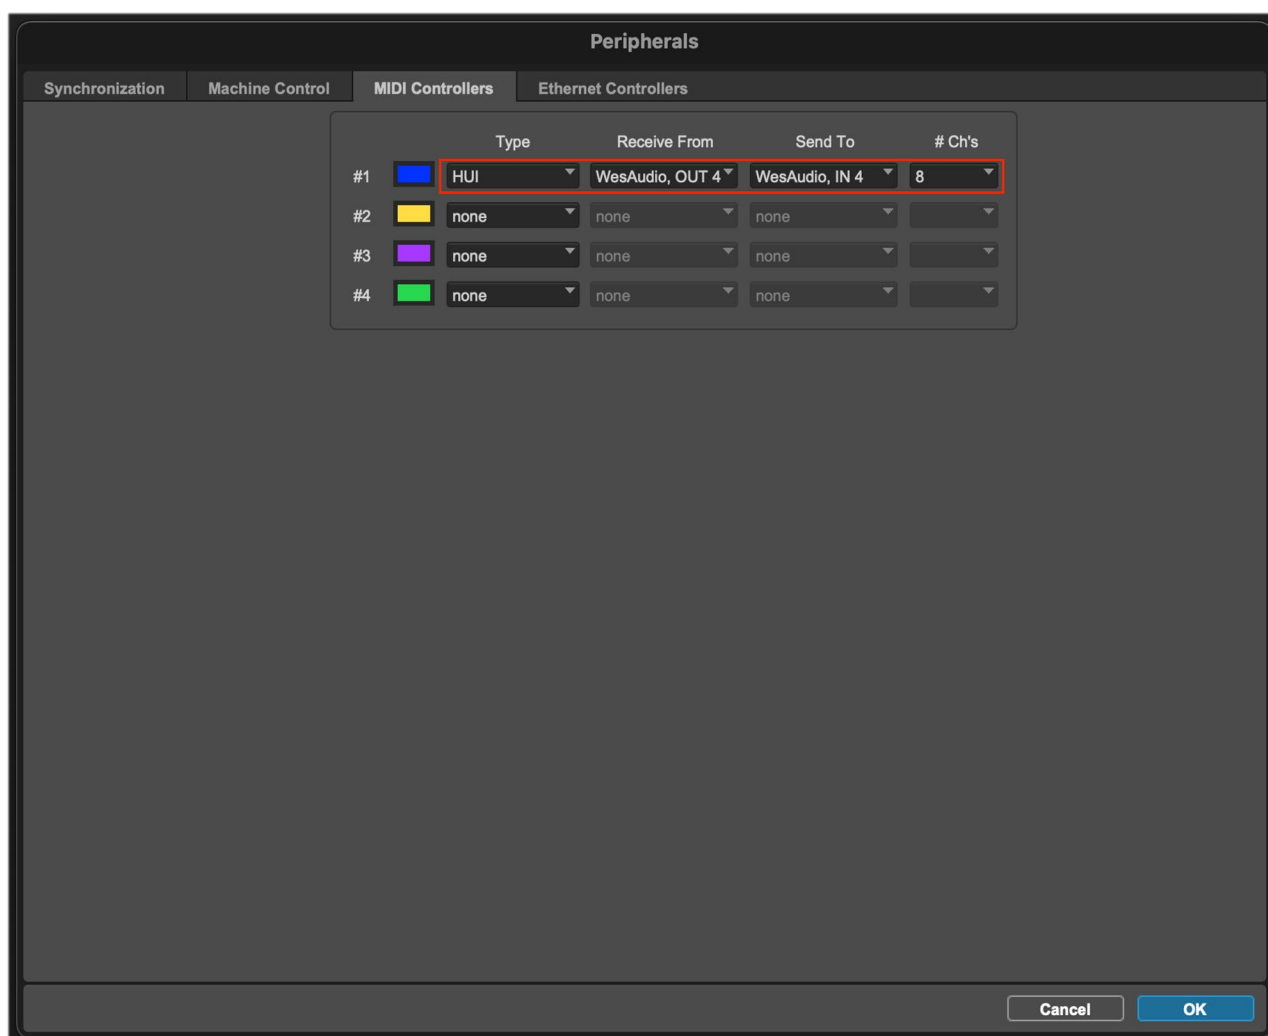 Peripherals
Synchronization Machine Control MIDI Controllers Ethernet Controllers
Type Receive From Send To # Ch's
#1 HUI WesAudio, OUT 4 WesAudio, IN 4 8
#2 none none none
#3 none none none
#4 none none none
Cancel OK